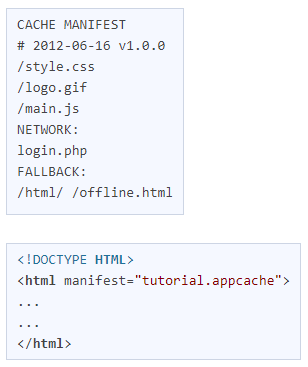 CACHE MANIFEST
# 2012-06-16 v1.0.0
/style.css
/logo.gif
/main.js
NETWORK:
login.php
FALLBACK:
/html/ /offline.html
<!DOCTYPE HTML>
<html manifest="tutorial.appcache">
...
...
</html>